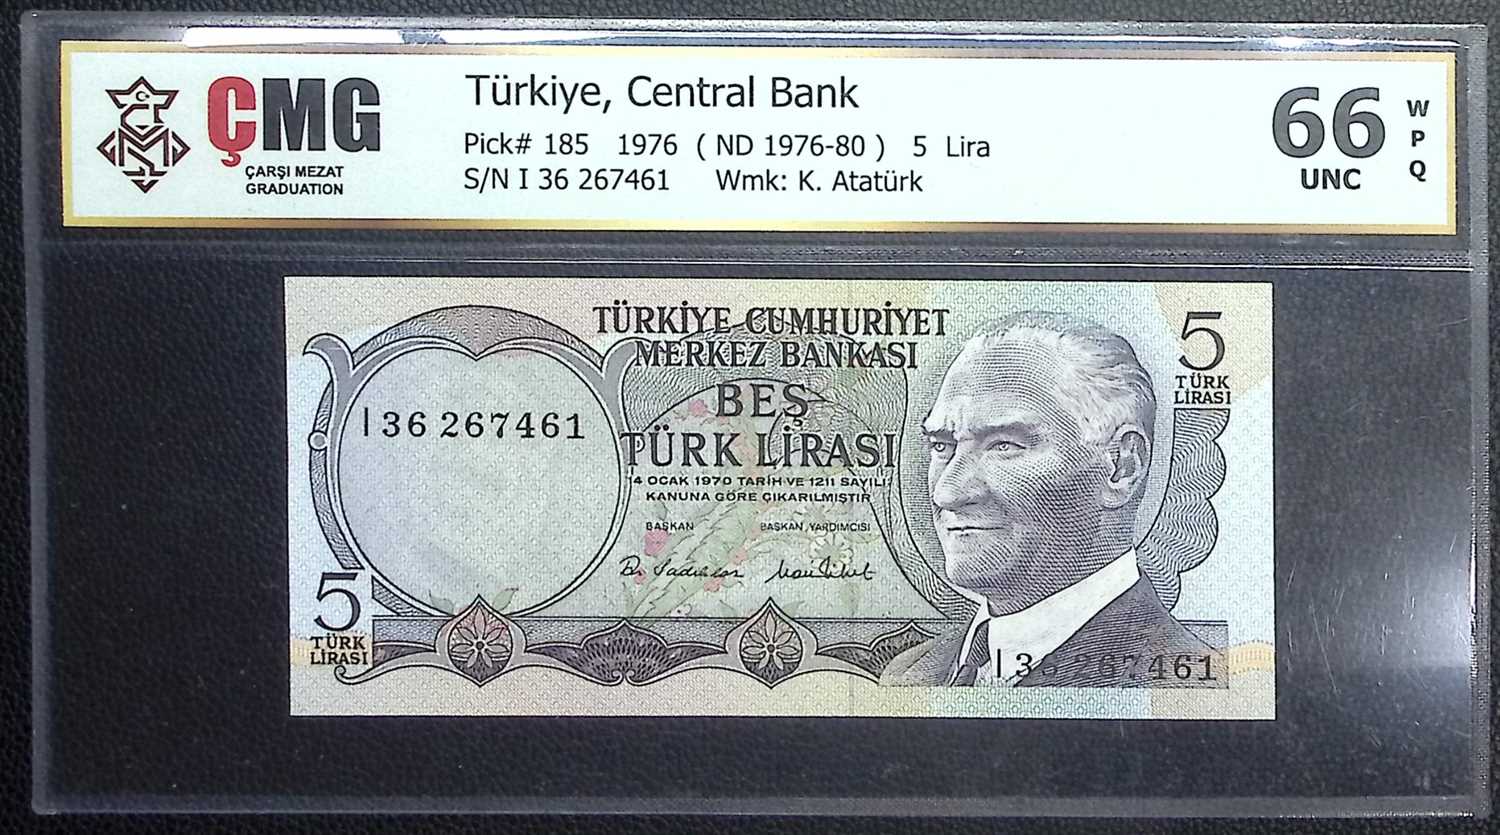 ÇMG
ÇARŞI MEZAT
GRADUATION
Türkiye, Central Bank
Pick# 185 1976 ( ND 1976-80 ) 5 Lira
S/N I 36 267461 Wmk: K. Atatürk
66
UNC
W
P
Q
TÜRKİYE CUMHURİYET
MERKEZ BANKASI
BEŞ
TÜRK LİRASI
14 OCAK 1970 TARİH VE 1211 SAYILI
KANUNA GÖRE ÇIKARILMIŞTIR
BAŞKAN BAŞKAN YARDIMCISI
I36 267461
5
TÜRK
LİRASI
5
TÜRK
LİRASI
I36 267461